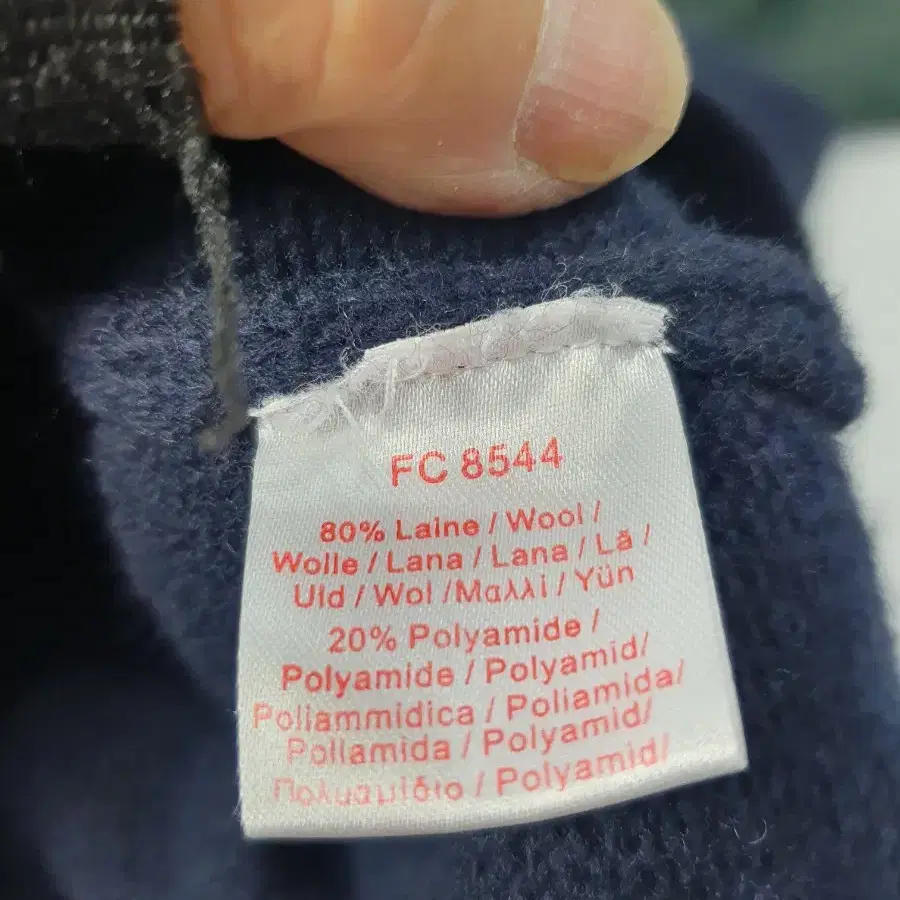 FC 8544
80% Laine / Wool /
Wolle / Lana / Lana / Lã /
Uld / Wol /Μαλλί / Yün
20% Polyamide /
Polyamide / Polyamid/
Poliammidica / Poliamida/
Poliamida / Polyamid/
Πολυαμίδιο / Polyamid/